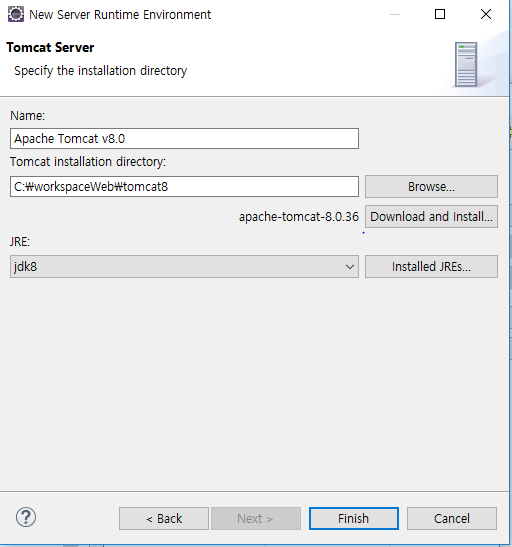 New Server Runtime Environment
Tomcat Server
Specify the installation directory
Name:
Apache Tomcat v8.0
Tomcat installation directory:
C:₩workspaceWeb₩tomcat8
Browse...
apache-tomcat-8.0.36
Download and Install...
JRE:
jdk8
Installed JREs...
?
< Back
Next >
Finish
Cancel